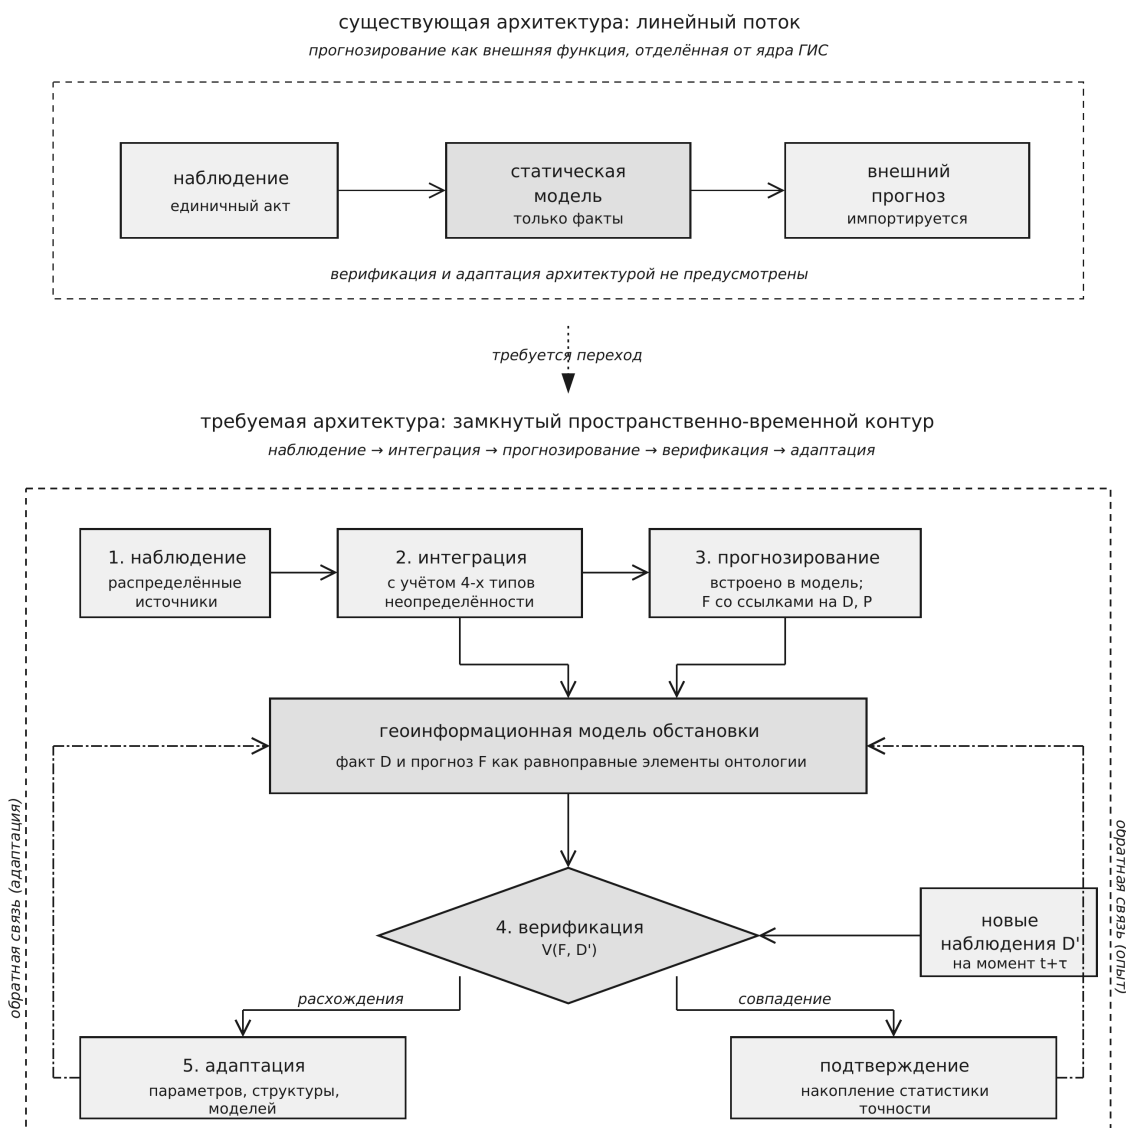 существующая архитектура: линейный поток
прогнозирование как внешняя функция, отделённая от ядра ГИС
наблюдение
единичный акт
статическая
модель
только факты
внешний
прогноз
импортируется
верификация и адаптация архитектурой не предусмотрены
требуется переход
требуемая архитектура: замкнутый пространственно-временной контур
наблюдение → интеграция → прогнозирование → верификация → адаптация
1. наблюдение
распределённые
источники
2. интеграция
с учётом 4-х типов
неопределённости
3. прогнозирование
встроено в модель;
F со ссылками на D, P
геоинформационная модель обстановки
факт D и прогноз F как равноправные элементы онтологии
обратная связь (адаптация)
обратная связь (опыт)
4. верификация
V(F, D')
новые
наблюдения D'
на момент t+τ
расхождения
совпадение
5. адаптация
параметров, структуры,
моделей
подтверждение
накопление статистики
точности